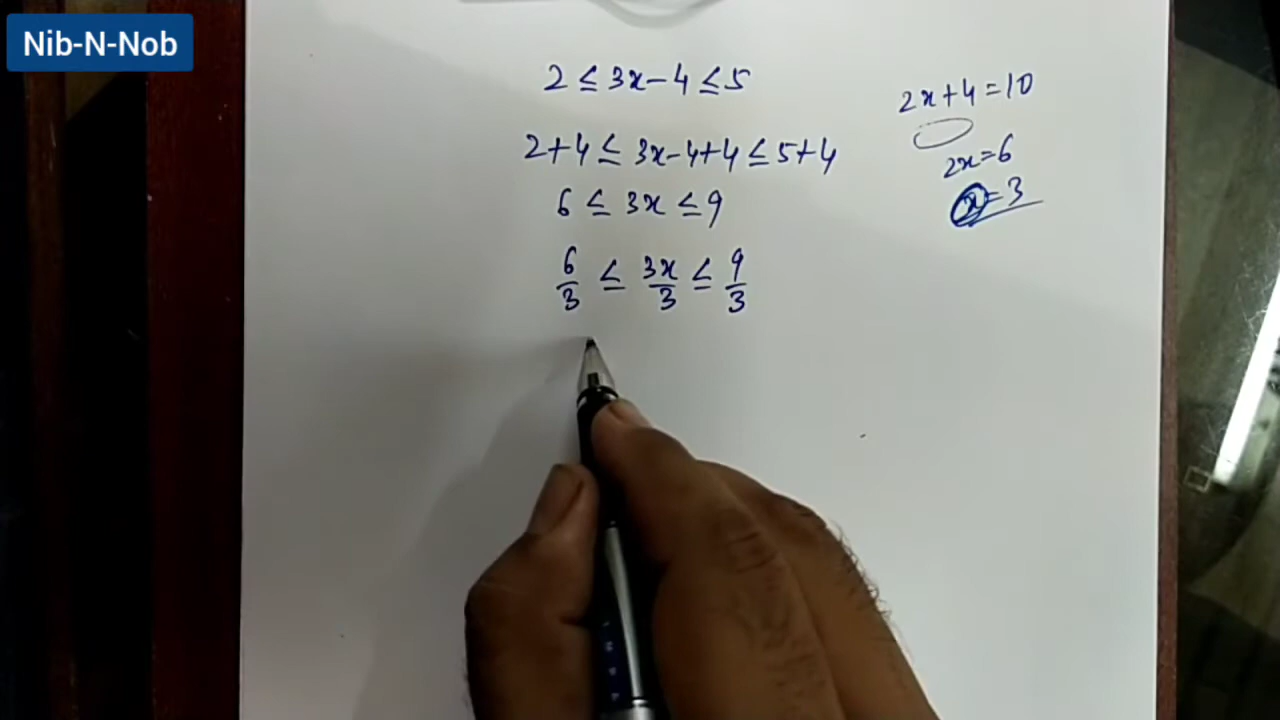 Nib-N-Nob
2 ≤ 3x - 4 ≤ 5
2+4 ≤ 3x-4+4 ≤ 5+4
6 ≤ 3x ≤ 9
6/3 ≤ 3x/3 ≤ 9/3
2x+4=10
2x=6
x=3